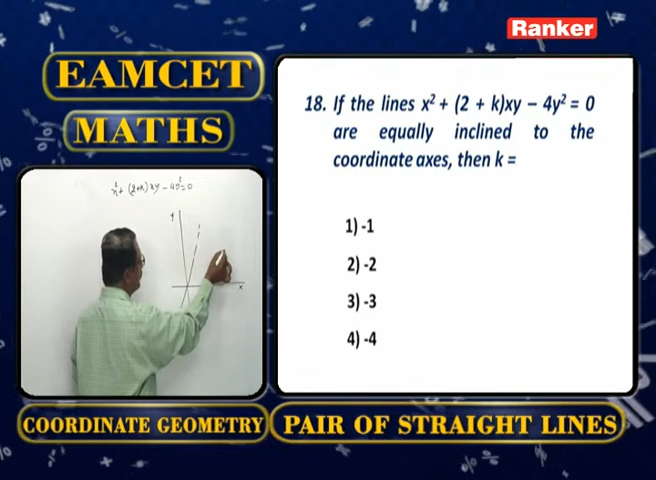 Ranker
EAMCET
MATHS
18. If the lines x² + (2 + k)xy – 4y² = 0
are equally inclined to the
coordinate axes, then k =
1) -1
2) -2
3) -3
4) -4
x² + (2+k) xy - 4y² = 0
y
x
COORDINATE GEOMETRY
PAIR OF STRAIGHT LINES